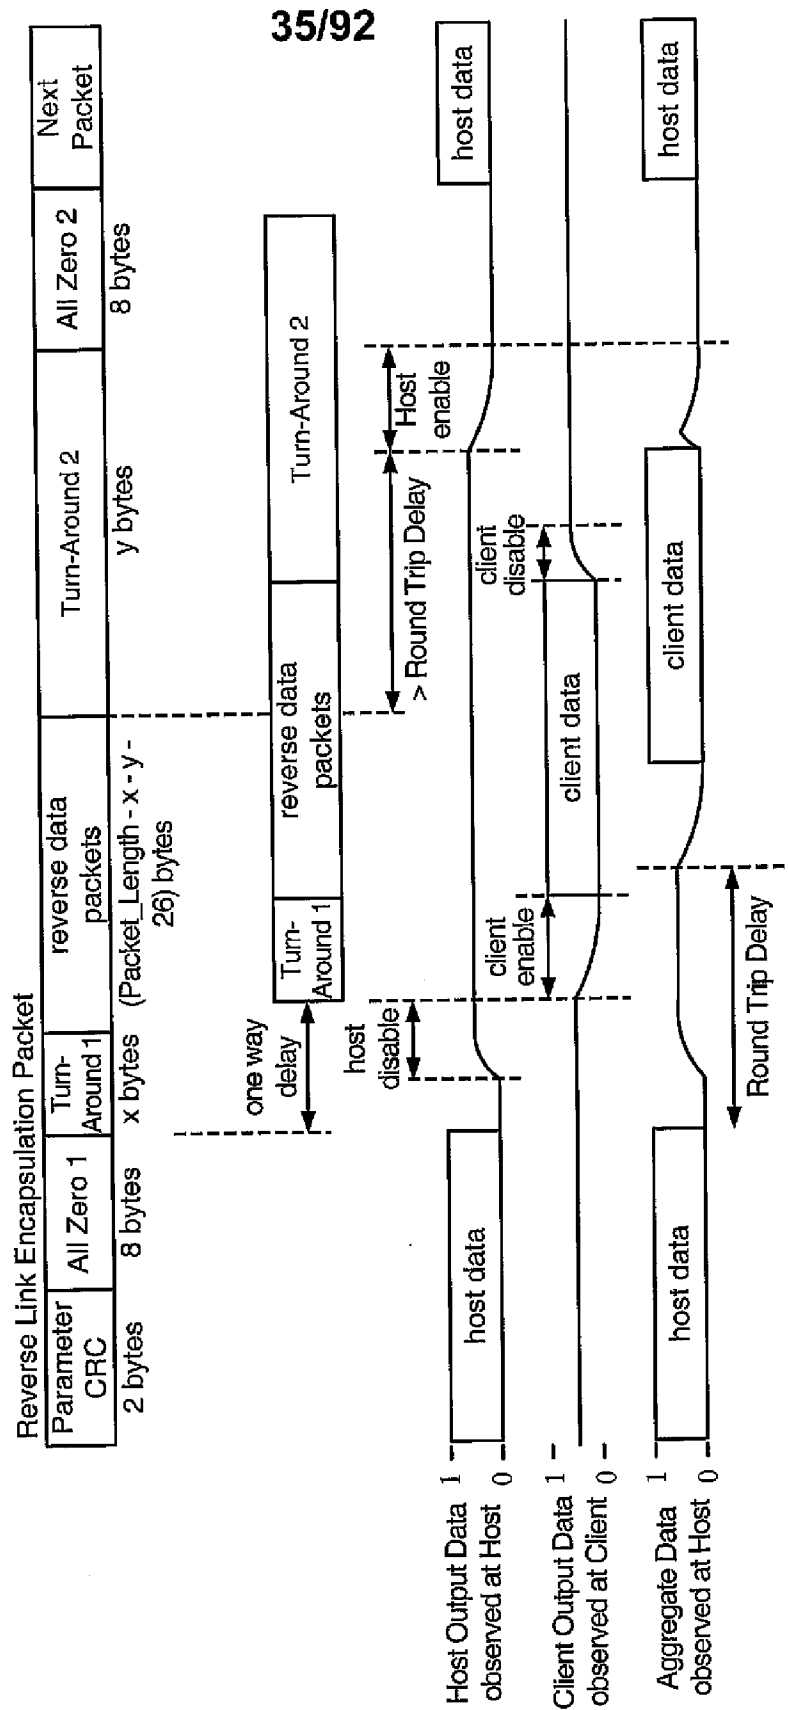 35/92
Reverse Link Encapsulation Packet
Parameter
CRC
All Zero 1
Turn-
Around 1
reverse data
packets
Turn-Around 2
All Zero 2
Next
Packet
2 bytes
8 bytes
x bytes
(Packet_Length - x - y -
26) bytes
y bytes
8 bytes
one way
delay
Turn-
Around 1
reverse data
packets
Turn-Around 2
host
disable
> Round Trip Delay
Host
enable
Host Output Data
observed at Host
1
0
host data
host data
client
enable
client
disable
Client Output Data
observed at Client
1
0
client data
Aggregate Data
observed at Host
1
0
host data
client data
host data
Round Trip Delay